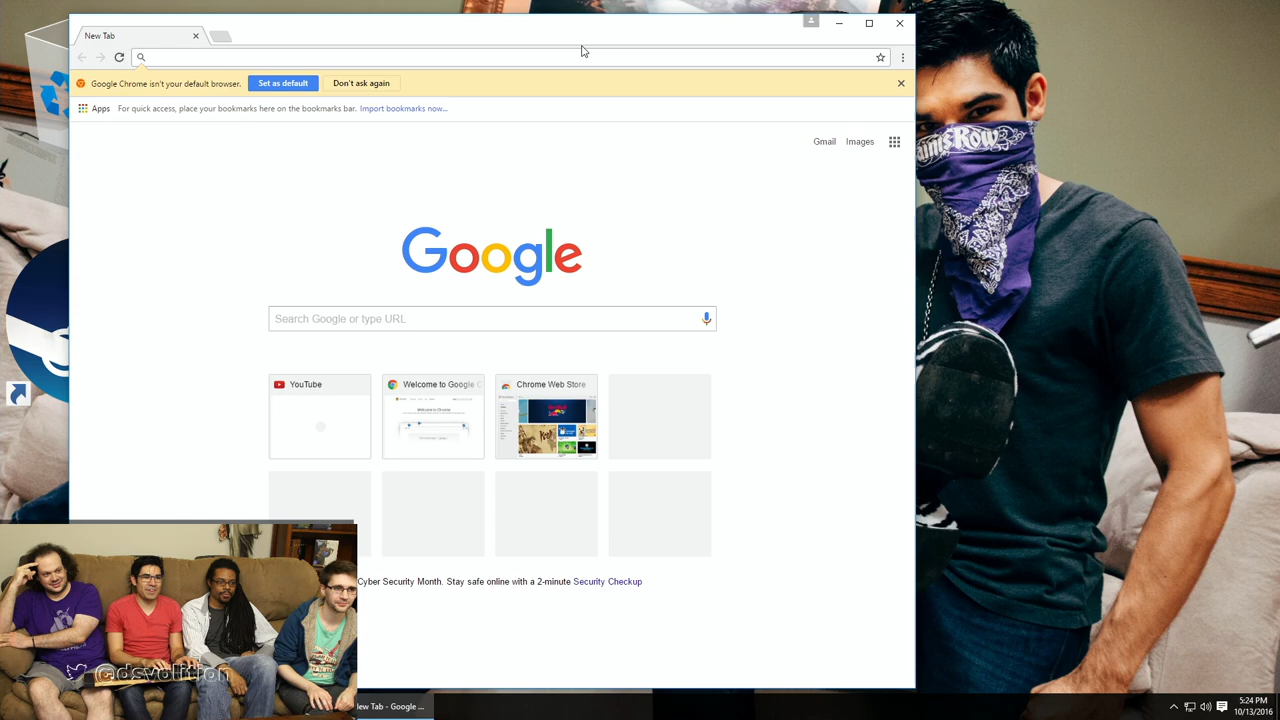 New Tab
Google Chrome isn't your default browser. Set as default Don't ask again
Apps For quick access, place your bookmarks here on the bookmarks bar. Import bookmarks now...
Gmail Images
Google
Search Google or type URL
YouTube Welcome to Google Chrome Web Store
Cyber Security Month. Stay safe online with a 2-minute Security Checkup
@dsvolition
New Tab - Google ...
5:24 PM
10/13/2016